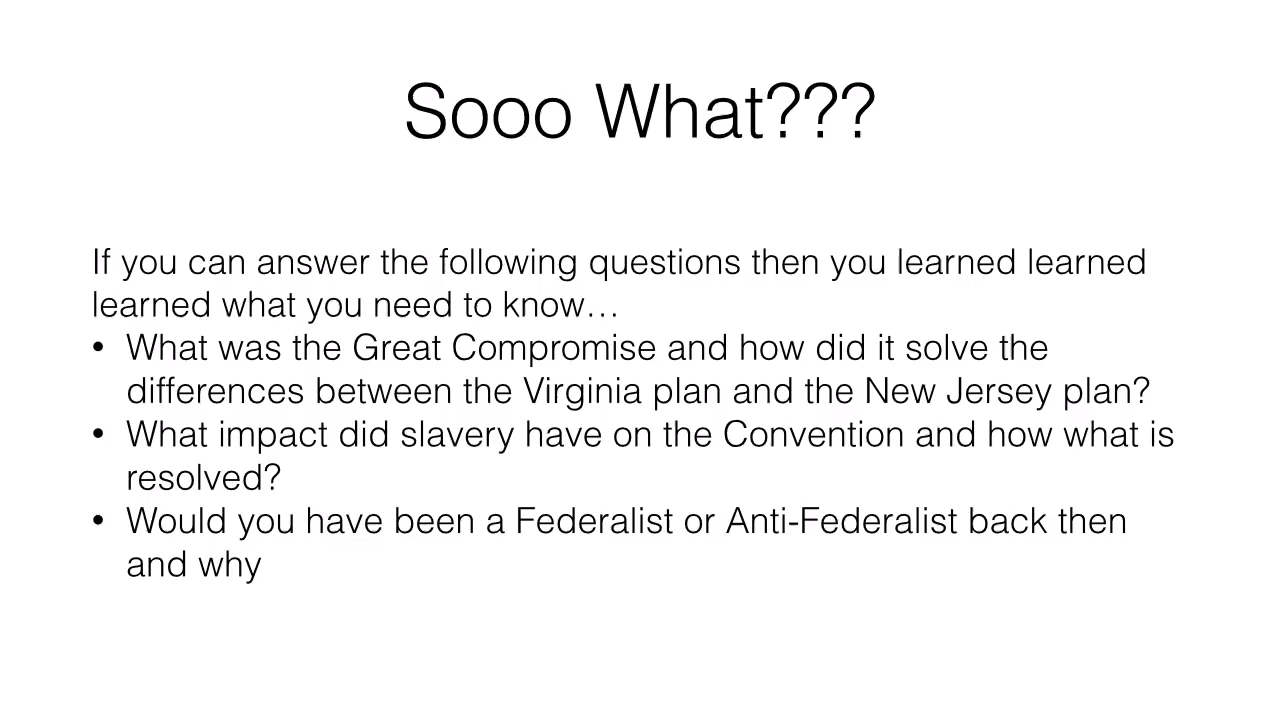 Sooo What???
If you can answer the following questions then you learned learned
learned what you need to know…
• What was the Great Compromise and how did it solve the
differences between the Virginia plan and the New Jersey plan?
• What impact did slavery have on the Convention and how what is
resolved?
• Would you have been a Federalist or Anti-Federalist back then
and why